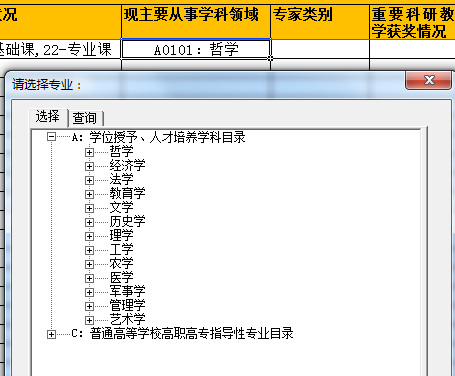 状况 现主要从事学科领域 专家类别 重要科研教
学获奖情况
基础课,22-专业课 A0101：哲学
请选择专业：
选择 查询
A: 学位授予、人才培养学科目录
哲学
经济学
法学
教育学
文学
历史学
理学
工学
农学
医学
军事学
管理学
艺术学
C: 普通高等学校高职高专指导性专业目录